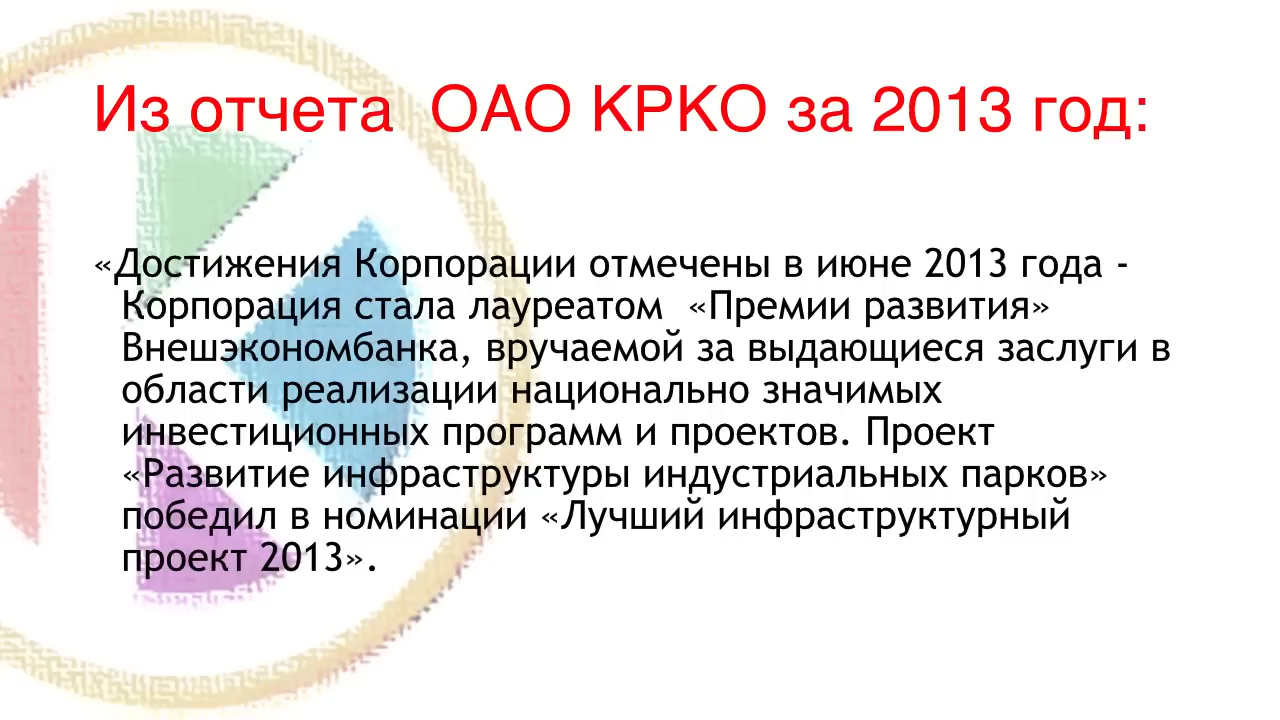 Из отчета ОАО КРКО за 2013 год:
«Достижения Корпорации отмечены в июне 2013 года -
Корпорация стала лауреатом «Премии развития»
Внешэкономбанка, вручаемой за выдающиеся заслуги в
области реализации национально значимых
инвестиционных программ и проектов. Проект
«Развитие инфраструктуры индустриальных парков»
победил в номинации «Лучший инфраструктурный
проект 2013».